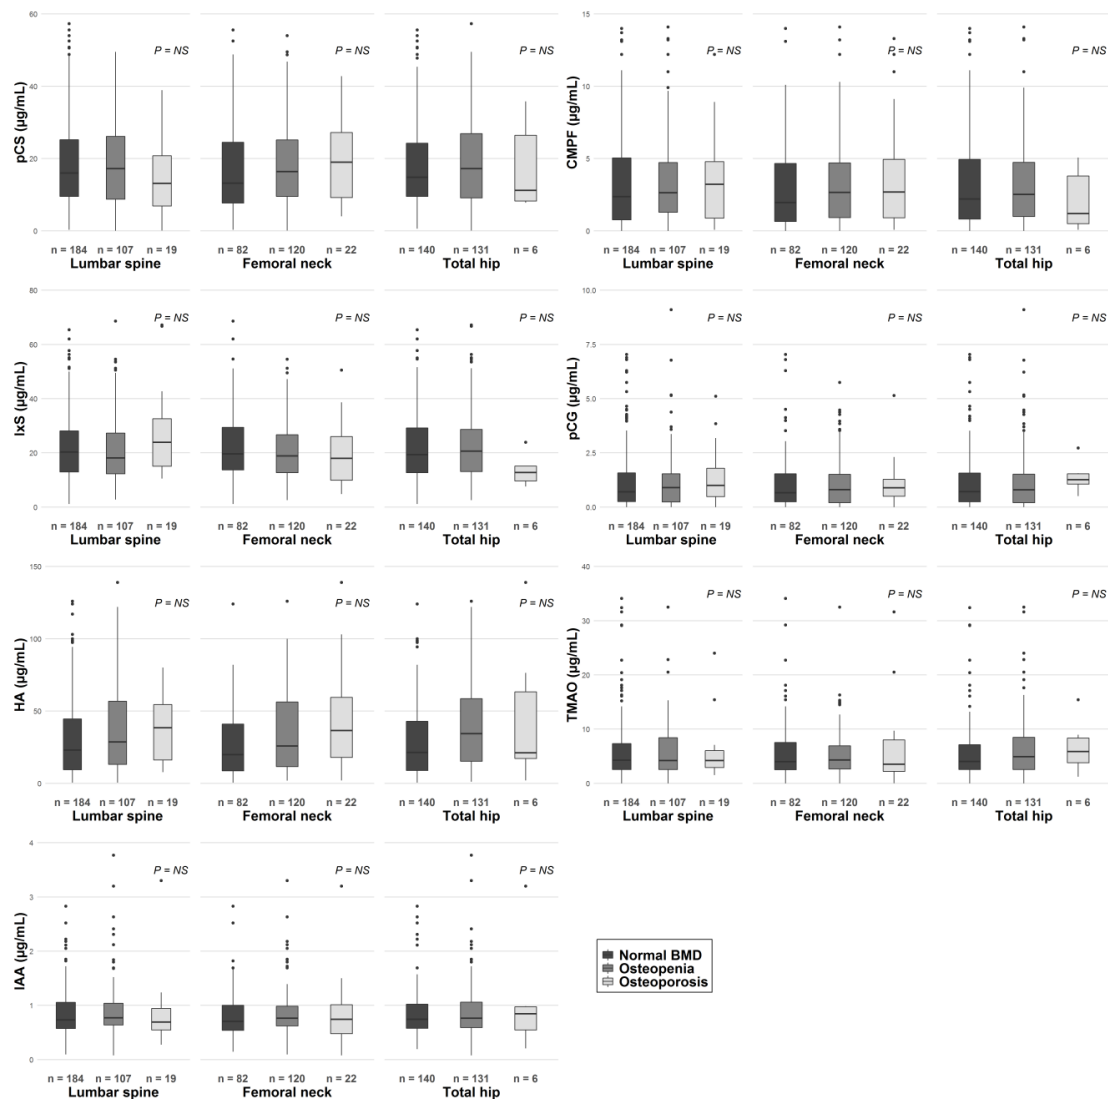 pCS (µg/mL)
60
40
20
0
P = NS
P = NS
P = NS
n = 184 n = 107 n = 19
Lumbar spine
n = 82 n = 120 n = 22
Femoral neck
n = 140 n = 131 n = 6
Total hip
CMPF (µg/mL)
15
10
5
0
P = NS
P = NS
P = NS
n = 184 n = 107 n = 19
Lumbar spine
n = 82 n = 120 n = 22
Femoral neck
n = 140 n = 131 n = 6
Total hip
IxS (µg/mL)
80
60
40
20
0
P = NS
P = NS
P = NS
n = 184 n = 107 n = 19
Lumbar spine
n = 82 n = 120 n = 22
Femoral neck
n = 140 n = 131 n = 6
Total hip
pCG (µg/mL)
10.0
7.5
5.0
2.5
0.0
P = NS
P = NS
P = NS
n = 184 n = 107 n = 19
Lumbar spine
n = 82 n = 120 n = 22
Femoral neck
n = 140 n = 131 n = 6
Total hip
HA (µg/mL)
150
100
50
0
P = NS
P = NS
P = NS
n = 184 n = 107 n = 19
Lumbar spine
n = 82 n = 120 n = 22
Femoral neck
n = 140 n = 131 n = 6
Total hip
TMAO (µg/mL)
40
30
20
10
0
P = NS
P = NS
P = NS
n = 184 n = 107 n = 19
Lumbar spine
n = 82 n = 120 n = 22
Femoral neck
n = 140 n = 131 n = 6
Total hip
IAA (µg/mL)
4
3
2
1
0
P = NS
P = NS
P = NS
n = 184 n = 107 n = 19
Lumbar spine
n = 82 n = 120 n = 22
Femoral neck
n = 140 n = 131 n = 6
Total hip
Normal BMD
Osteopenia
Osteoporosis